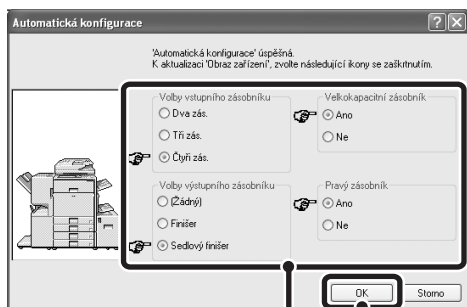 Automatická konfigurace
'Automatická konfigurace' úspěšná.
K aktualizaci 'Obraz zařízení', zvolte následující ikony se zaškrtnutím.
Volby vstupního zásobníku
Dva zás.
Tři zás.
Čtyři zás.
Velkokapacitní zásobník
Ano
Ne
Volby výstupního zásobníku
(Žádný)
Finišer
Sedlový finišer
Pravý zásobník
Ano
Ne
OK
Storno